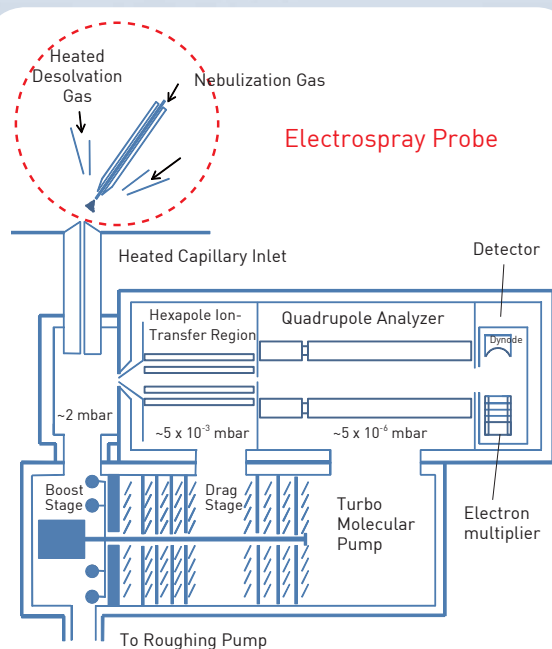 Heated
Desolvation
Gas
Nebulization Gas
Electrospray Probe
Heated Capillary Inlet
Detector
Hexapole Ion-
Transfer Region
Quadrupole Analyzer
Dynode
~2 mbar
~5 x 10⁻³ mbar
~5 x 10⁻⁶ mbar
Boost
Stage
Drag
Stage
Turbo
Molecular
Pump
Electron
multiplier
To Roughing Pump